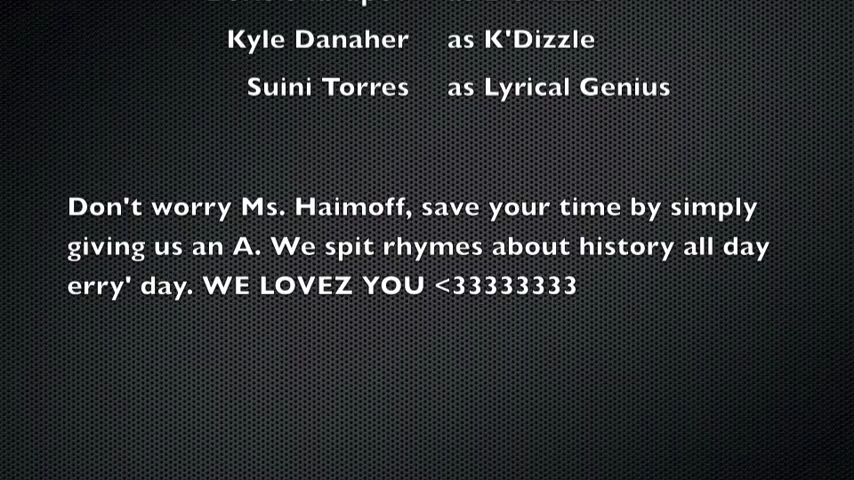 Kyle Danaher as K'Dizzle
Suini Torres as Lyrical Genius
Don't worry Ms. Haimoff, save your time by simply
giving us an A. We spit rhymes about history all day
erry' day. WE LOVEZ YOU <33333333